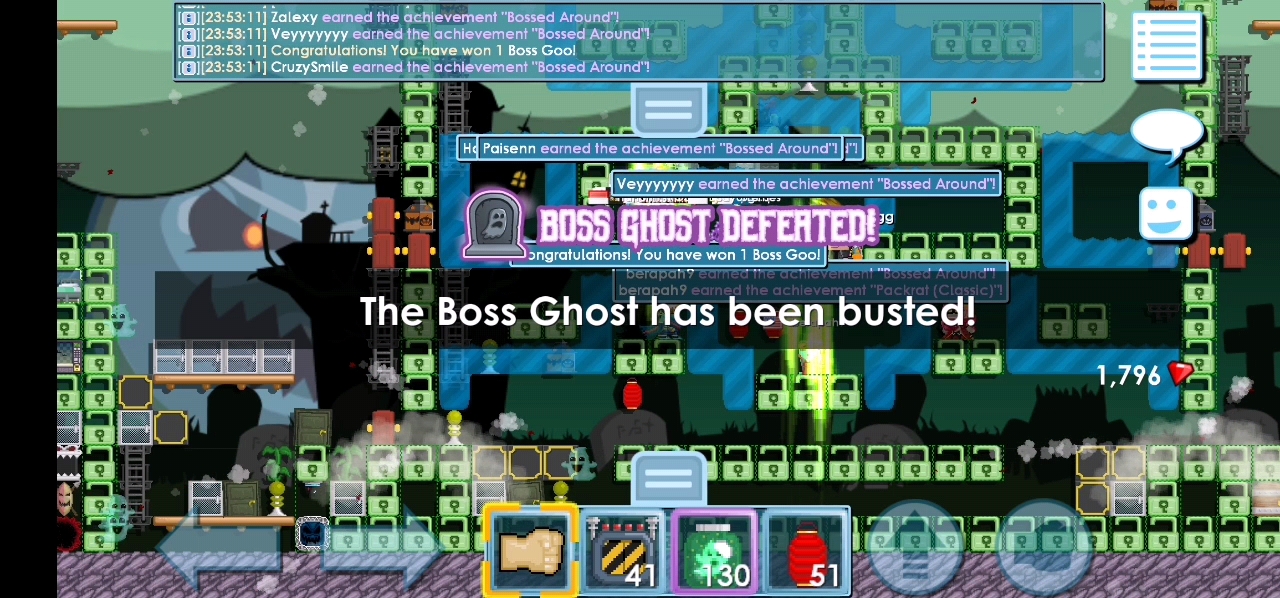 [23:53:11] Zalexy earned the achievement "Bossed Around"!
[23:53:11] Veyyyyyyy earned the achievement "Bossed Around"!
[23:53:11] Congratulations! You have won 1 Boss Goo!
[23:53:11] CruzySmile earned the achievement "Bossed Around"!
Paisenn earned the achievement "Bossed Around"!
Veyyyyyyy earned the achievement "Bossed Around"!
BOSS GHOST DEFEATED!
ongratulations! You have won 1 Boss Goo!
berapah9 earned the achievement "Bossed Around"!
berapah9 earned the achievement "Packrat (Classic)"!
The Boss Ghost has been busted!
1,796
41
130
51